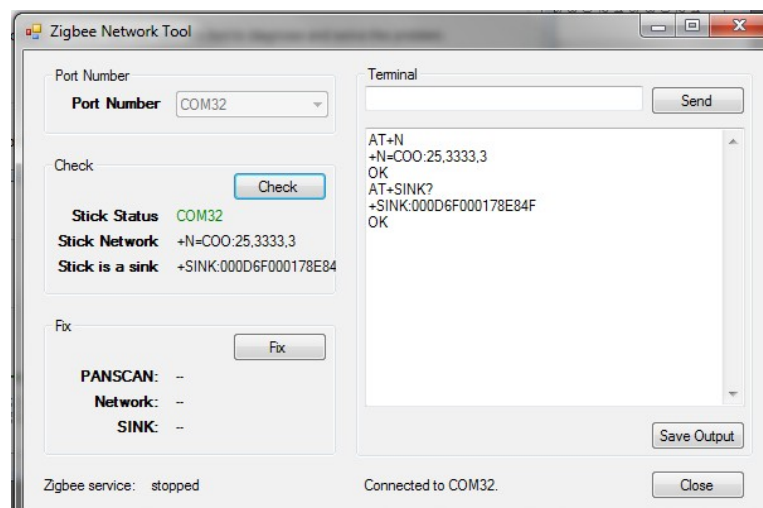 Zigbee Network Tool
Port Number
Port Number COM32
Check
Check
Stick Status COM32
Stick Network +N=COO:25,3333,3
Stick is a sink +SINK:000D6F000178E84
Fix
Fix
PANSCAN: --
Network: --
SINK: --
Zigbee service: stopped
Terminal
Send
AT+N
+N=COO:25,3333,3
OK
AT+SINK?
+SINK:000D6F000178E84F
OK
Save Output
Connected to COM32.
Close